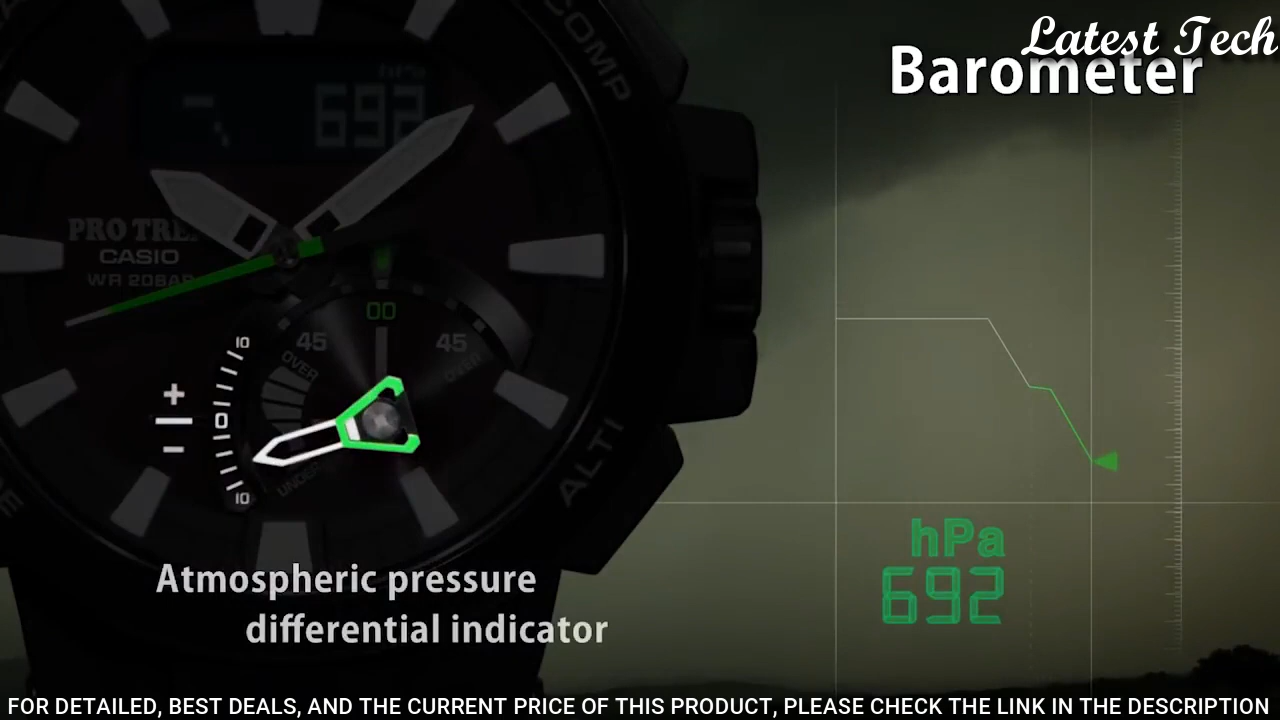 Latest Tech
Barometer
COMP
hPa
692
PRO TREK
CASIO
WR 20BAR
00
45
45
OVER
OVER
10
+
0
−
10
UNDER
ALTI
hPa
692
Atmospheric pressure
differential indicator
FOR DETAILED, BEST DEALS, AND THE CURRENT PRICE OF THIS PRODUCT, PLEASE CHECK THE LINK IN THE DESCRIPTION